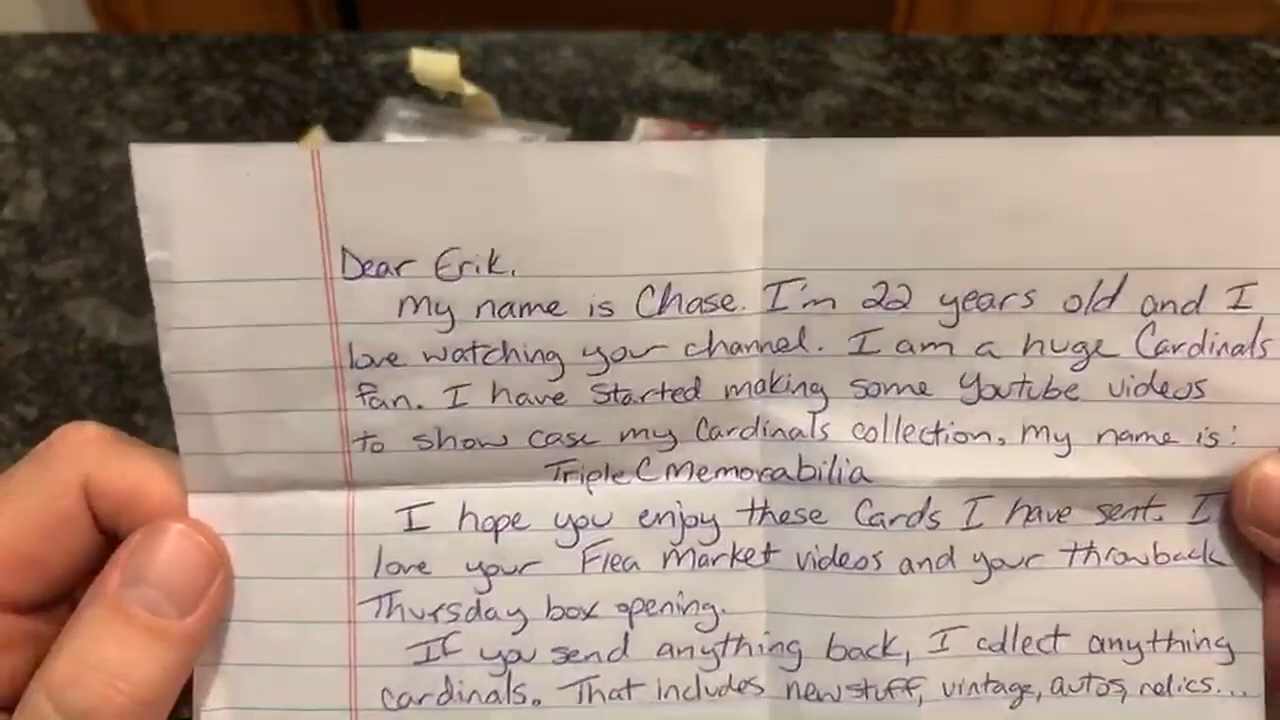 Dear Erik,
My name is Chase. I'm 22 years old and I
love watching your channel. I am a huge Cardinals
fan. I have started making some Youtube videos
to show case my Cardinals collection. My name is:
Triple C Memorabilia
I hope you enjoy these Cards I have sent. I
love your Flea Market videos and your throwback
Thursday box opening.
If you send anything back, I collect anything
cardinals. That includes new stuff, vintage, autos, relics...